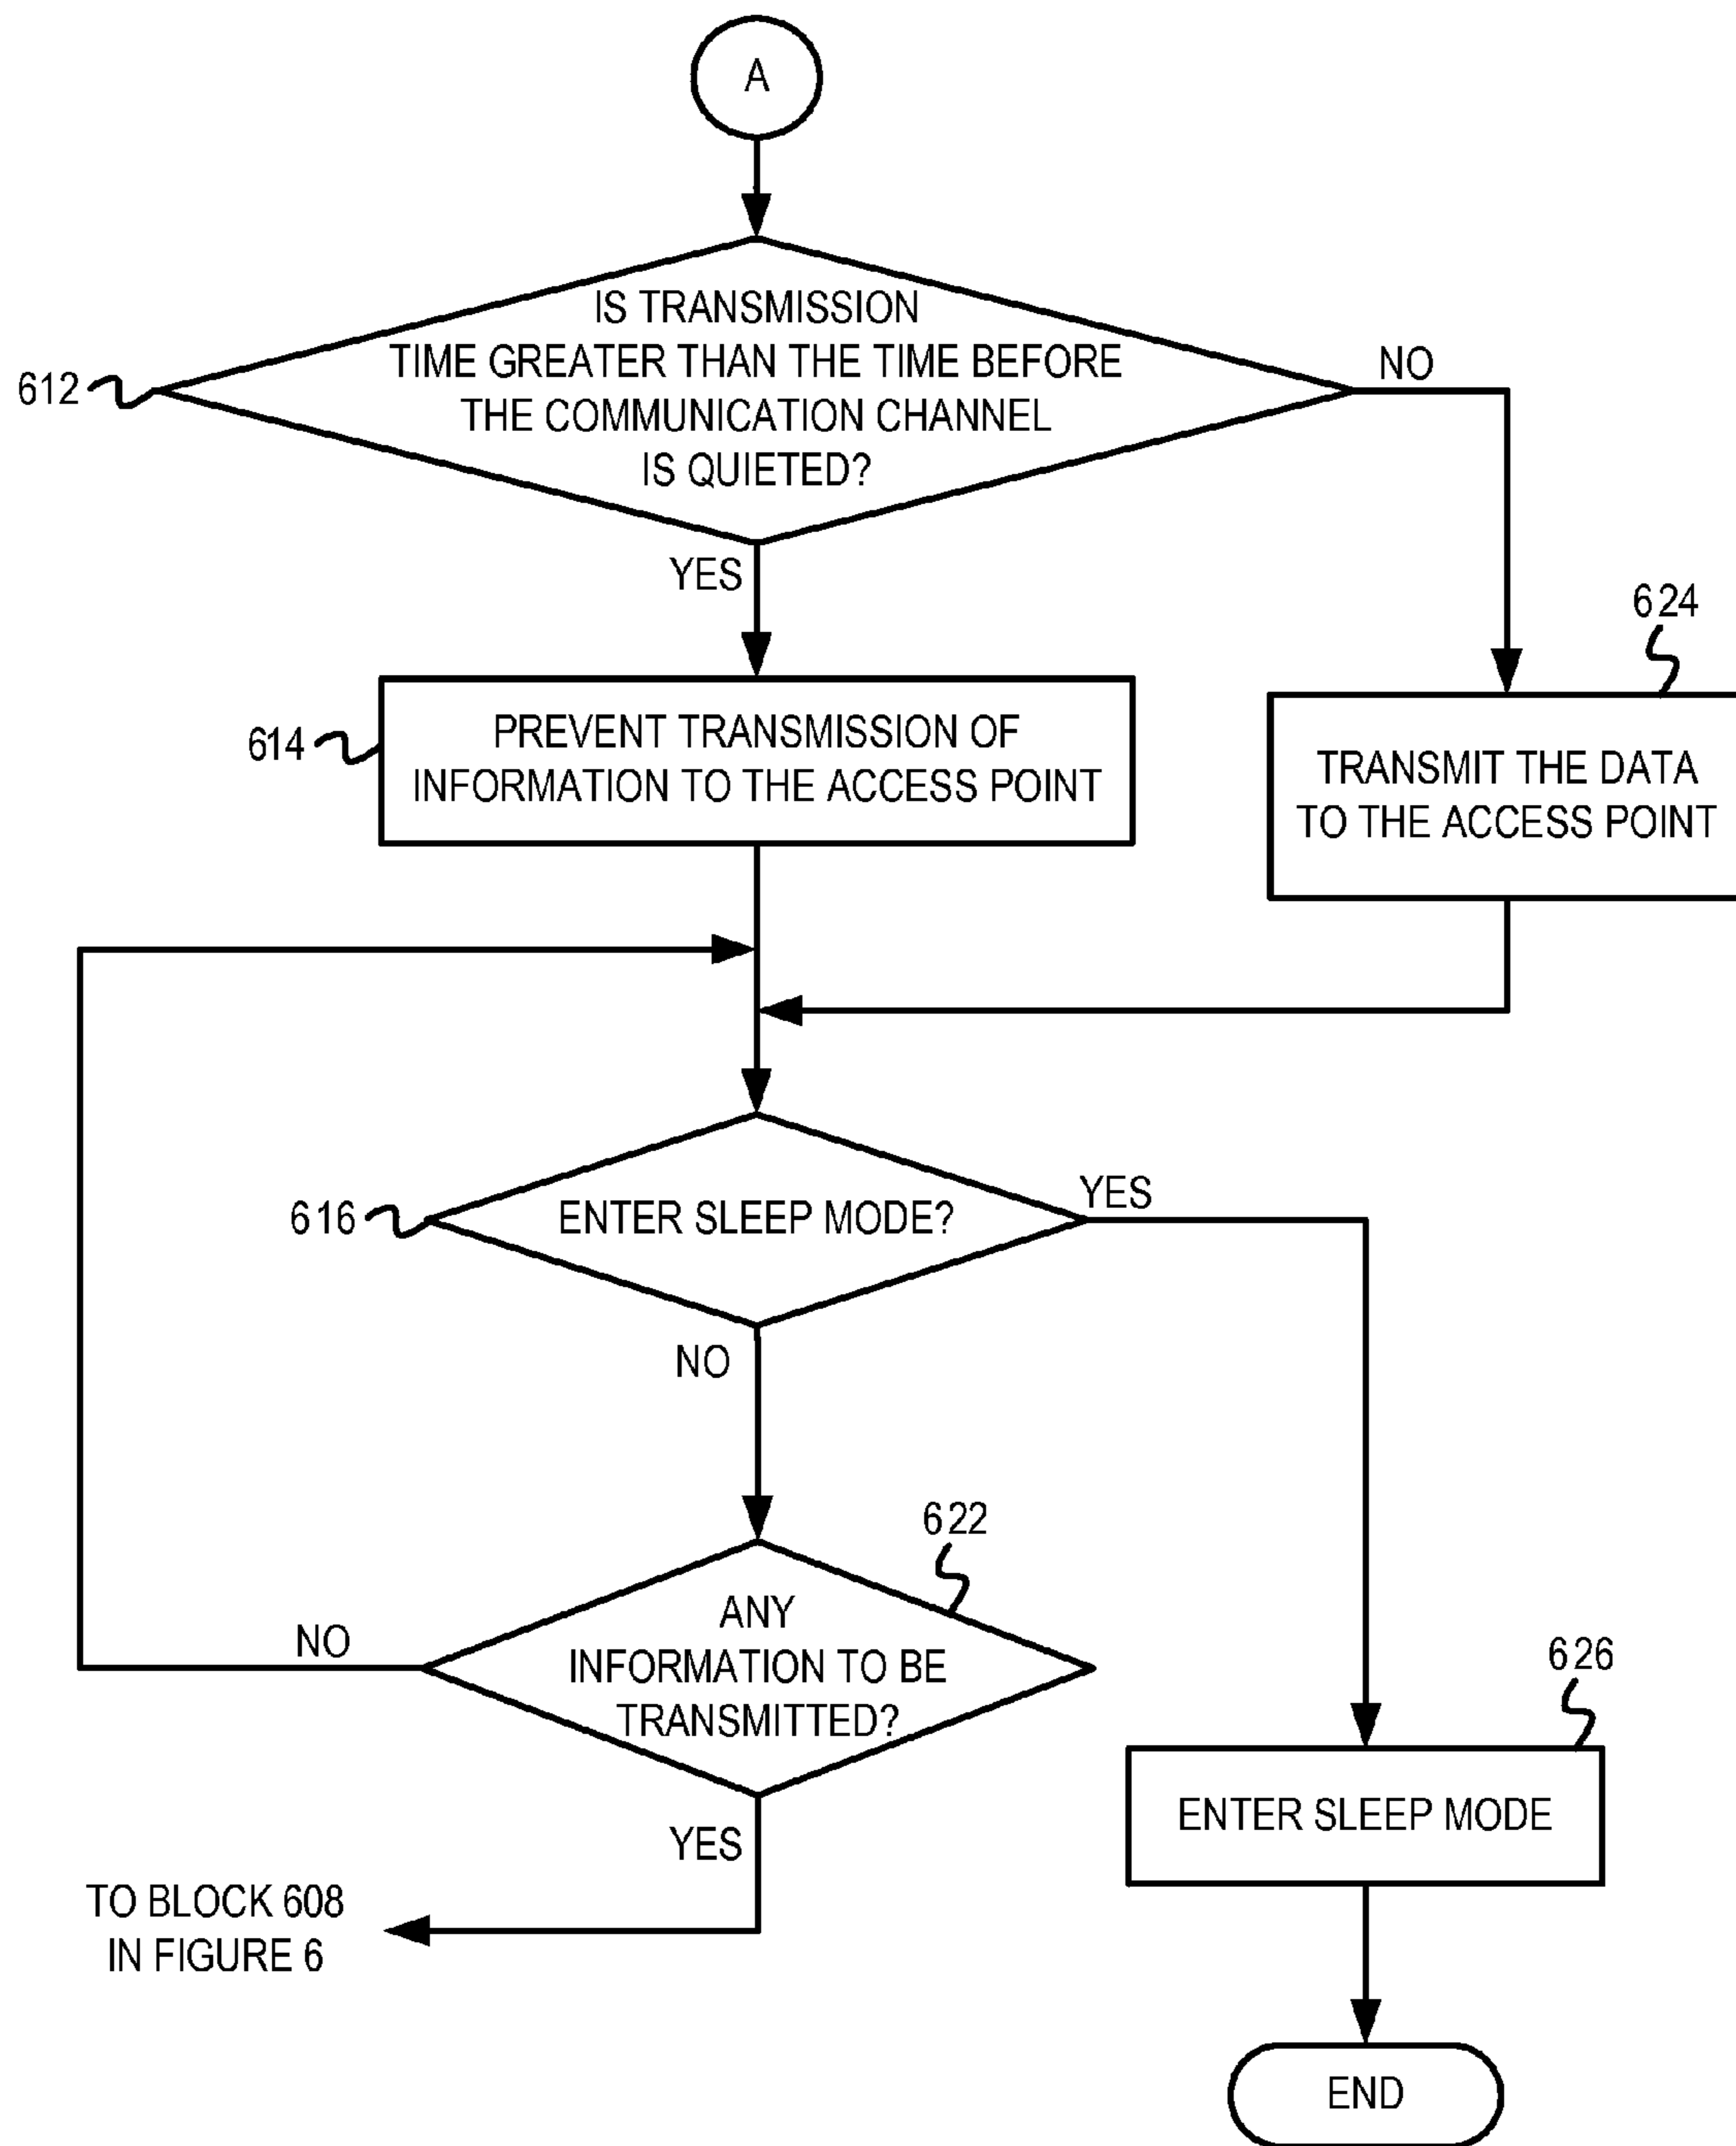 A
IS TRANSMISSION
TIME GREATER THAN THE TIME BEFORE
THE COMMUNICATION CHANNEL
IS QUIETED?
612
NO
YES
624
614
PREVENT TRANSMISSION OF
INFORMATION TO THE ACCESS POINT
TRANSMIT THE DATA
TO THE ACCESS POINT
616
ENTER SLEEP MODE?
YES
NO
622
ANY
INFORMATION TO BE
TRANSMITTED?
NO
626
YES
ENTER SLEEP MODE
TO BLOCK 608
IN FIGURE 6
END